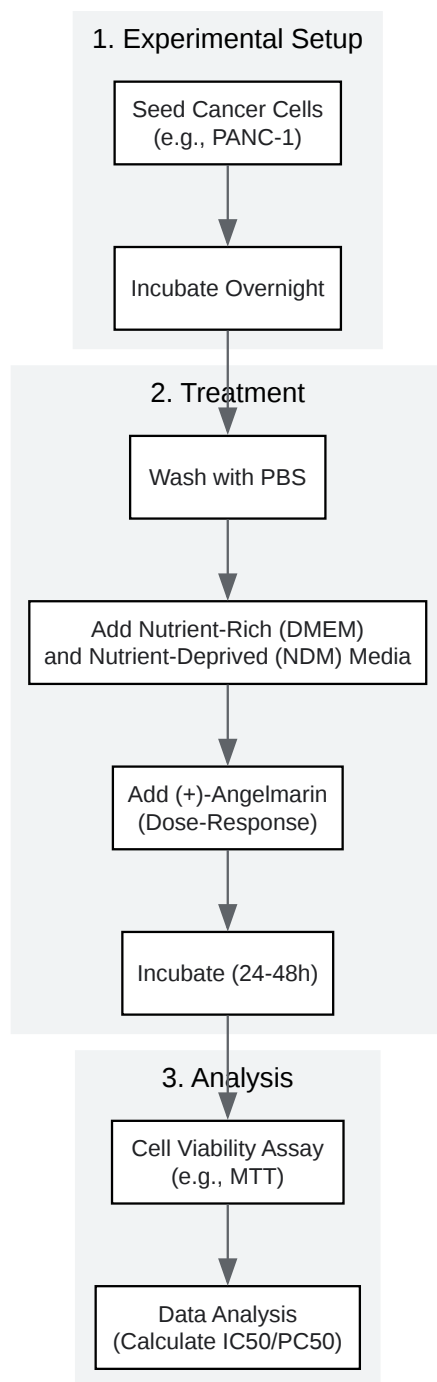 1. Experimental Setup
Seed Cancer Cells
(e.g., PANC-1)
Incubate Overnight
2. Treatment
Wash with PBS
Add Nutrient-Rich (DMEM)
and Nutrient-Deprived (NDM) Media
Add (+)-Angelmarin
(Dose-Response)
Incubate (24-48h)
3. Analysis
Cell Viability Assay
(e.g., MTT)
Data Analysis
(Calculate IC50/PC50)